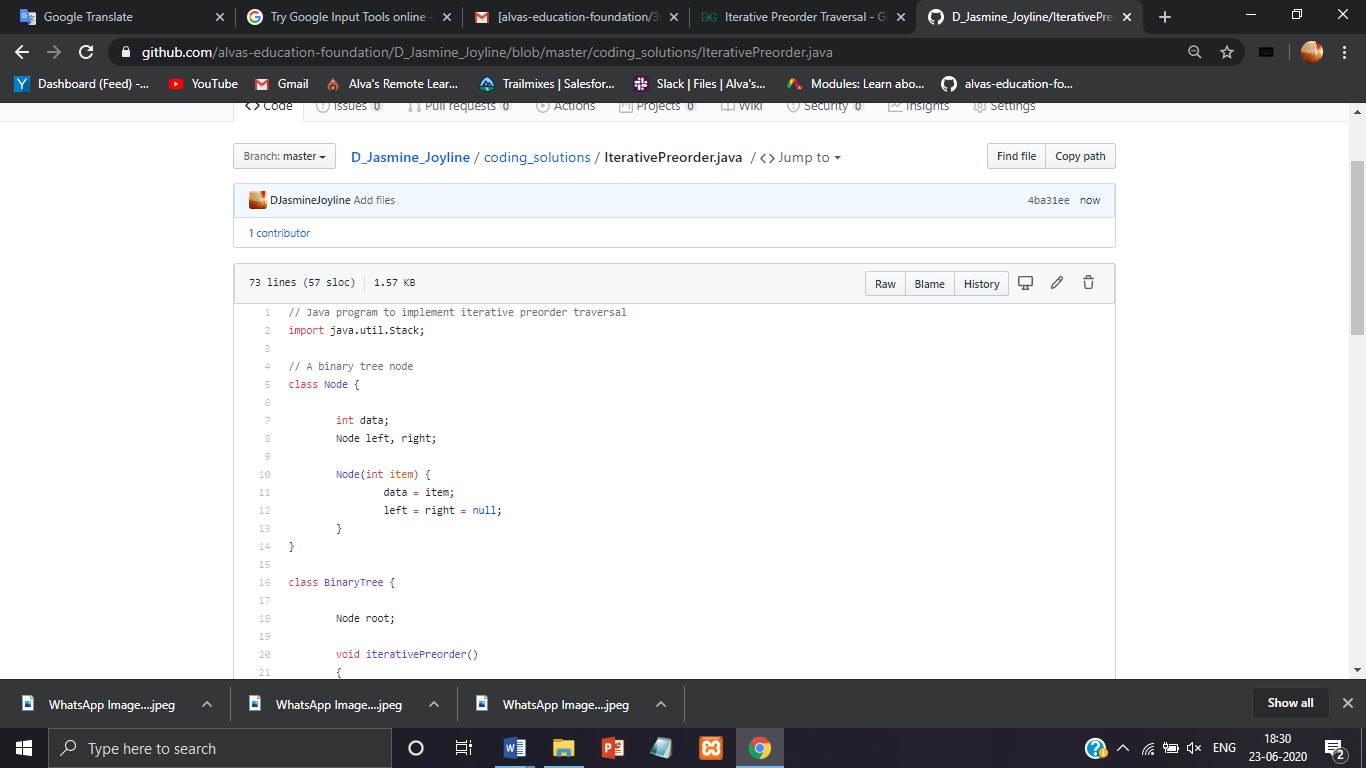 Google Translate
Try Google Input Tools online –
[alvas-education-foundation/3
Iterative Preorder Traversal - G
D_Jasmine_Joyline/IterativePre
github.com/alvas-education-foundation/D_Jasmine_Joyline/blob/master/coding_solutions/IterativePreorder.java
Dashboard (Feed) -...
YouTube
Gmail
Alva's Remote Lear...
Trailmixes | Salesfor...
Slack | Files | Alva's...
Modules: Learn abo...
alvas-education-fo...
Code
Issues 0
Pull requests 0
Actions
Projects 0
Wiki
Security 0
Insights
Settings
Branch: master
D_Jasmine_Joyline / coding_solutions / IterativePreorder.java / <> Jump to
Find file
Copy path
DJasmineJoyline Add files
4ba31ee now
1 contributor
73 lines (57 sloc) 1.57 KB
Raw
Blame
History
1 // Java program to implement iterative preorder traversal
2 import java.util.Stack;
3
4 // A binary tree node
5 class Node {
6
7 int data;
8 Node left, right;
9
10 Node(int item) {
11 data = item;
12 left = right = null;
13 }
14 }
15
16 class BinaryTree {
17
18 Node root;
19
20 void iterativePreorder()
21 {
WhatsApp Image....jpeg
WhatsApp Image....jpeg
WhatsApp Image....jpeg
Show all
Type here to search
ENG
18:30
23-06-2020
2